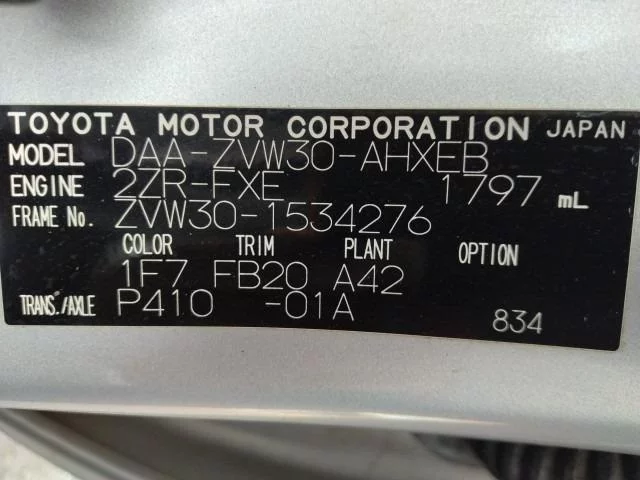 TOYOTA MOTOR CORPORATION JAPAN
MODEL DAA-ZVW30-AHXEB
ENGINE 2ZR-FXE 1797 mL
FRAME No. ZVW30-1534276
COLOR TRIM PLANT OPTION
1F7 FB20 A42
TRANS./AXLE P410 -01A 834